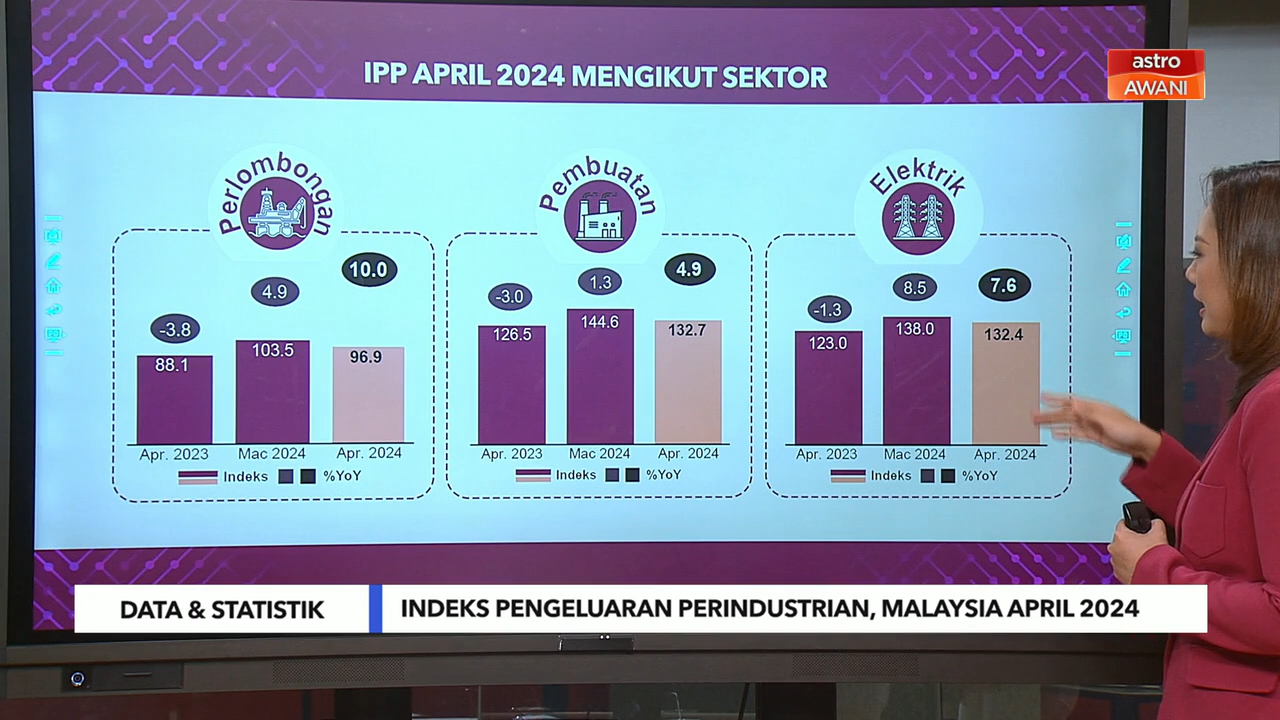 IPP APRIL 2024 MENGIKUT SEKTOR
astro
AWANI
Perlombongan
-3.8
4.9
10.0
88.1
103.5
96.9
Apr. 2023
Mac 2024
Apr. 2024
Indeks
%YoY
Pembuatan
-3.0
1.3
4.9
126.5
144.6
132.7
Apr. 2023
Mac 2024
Apr. 2024
Indeks
%YoY
Elektrik
-1.3
8.5
7.6
123.0
138.0
132.4
Apr. 2023
Mac 2024
Apr. 2024
Indeks
%YoY
DATA & STATISTIK
INDEKS PENGELUARAN PERINDUSTRIAN, MALAYSIA APRIL 2024